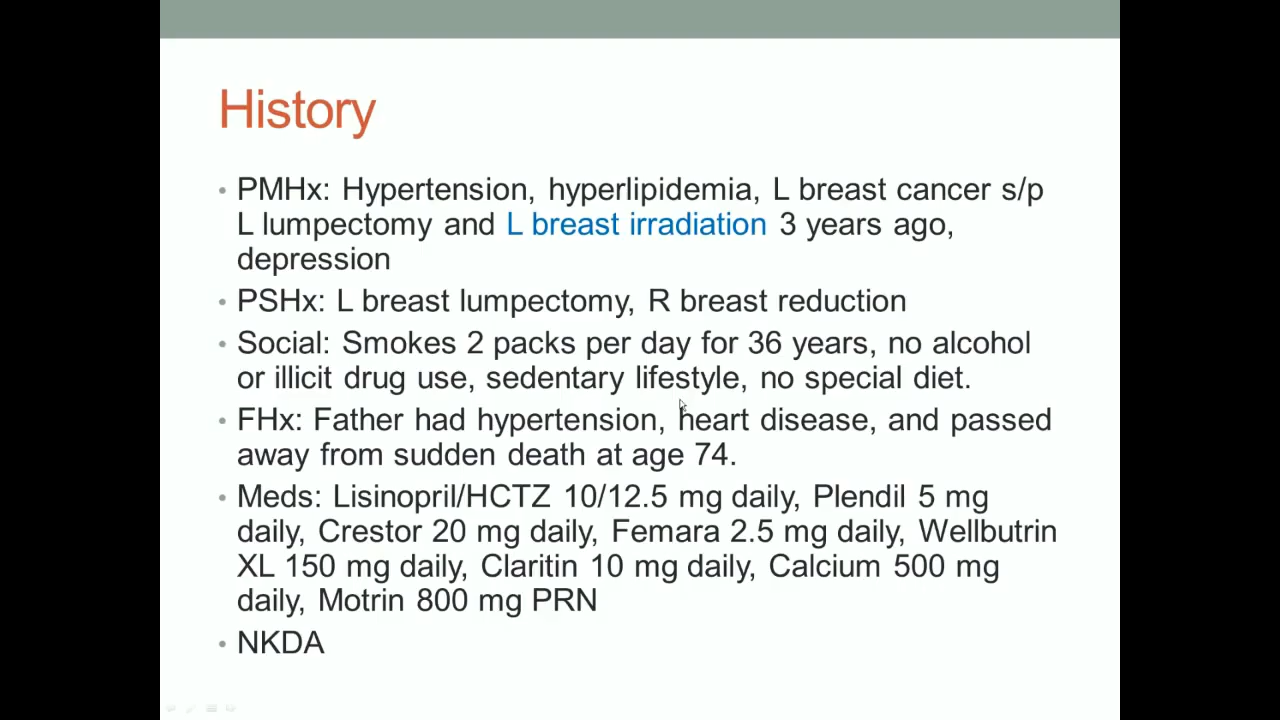 History
• PMHx: Hypertension, hyperlipidemia, L breast cancer s/p
L lumpectomy and L breast irradiation 3 years ago,
depression
• PSHx: L breast lumpectomy, R breast reduction
• Social: Smokes 2 packs per day for 36 years, no alcohol
or illicit drug use, sedentary lifestyle, no special diet.
• FHx: Father had hypertension, heart disease, and passed
away from sudden death at age 74.
• Meds: Lisinopril/HCTZ 10/12.5 mg daily, Plendil 5 mg
daily, Crestor 20 mg daily, Femara 2.5 mg daily, Wellbutrin
XL 150 mg daily, Claritin 10 mg daily, Calcium 500 mg
daily, Motrin 800 mg PRN
• NKDA